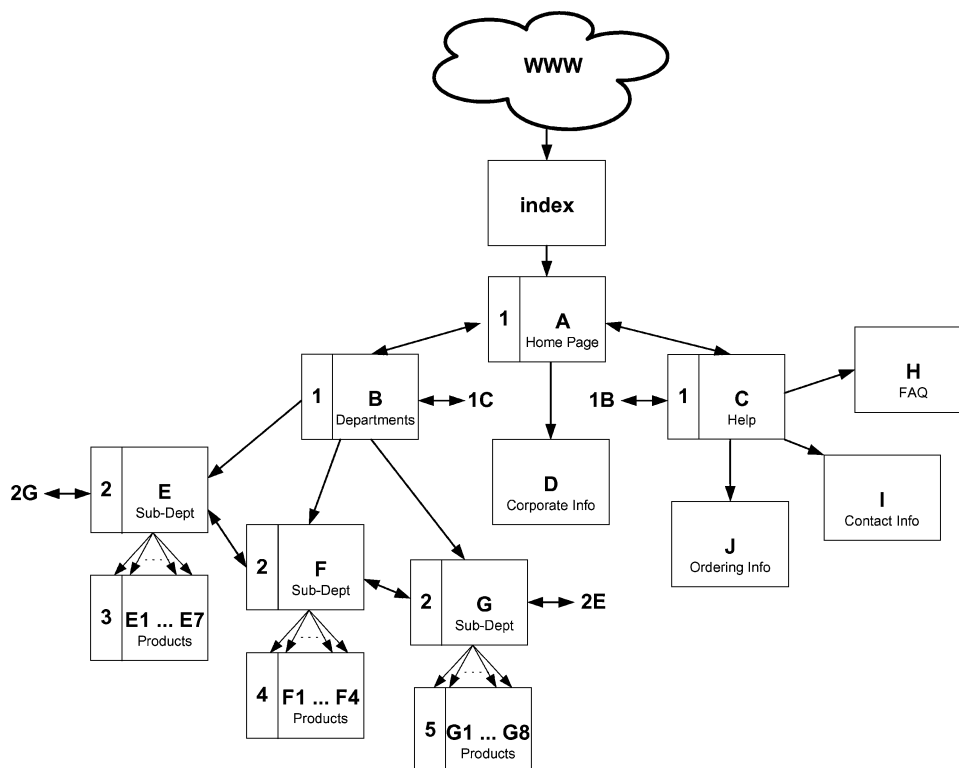 WWW
index
1
A
Home Page
1
B
Departments
1C
1B
1
C
Help
H
FAQ
2G
2
E
Sub-Dept
D
Corporate Info
I
Contact Info
2
F
Sub-Dept
J
Ordering Info
2
G
Sub-Dept
2E
3
E1 ... E7
Products
4
F1 ... F4
Products
5
G1 ... G8
Products